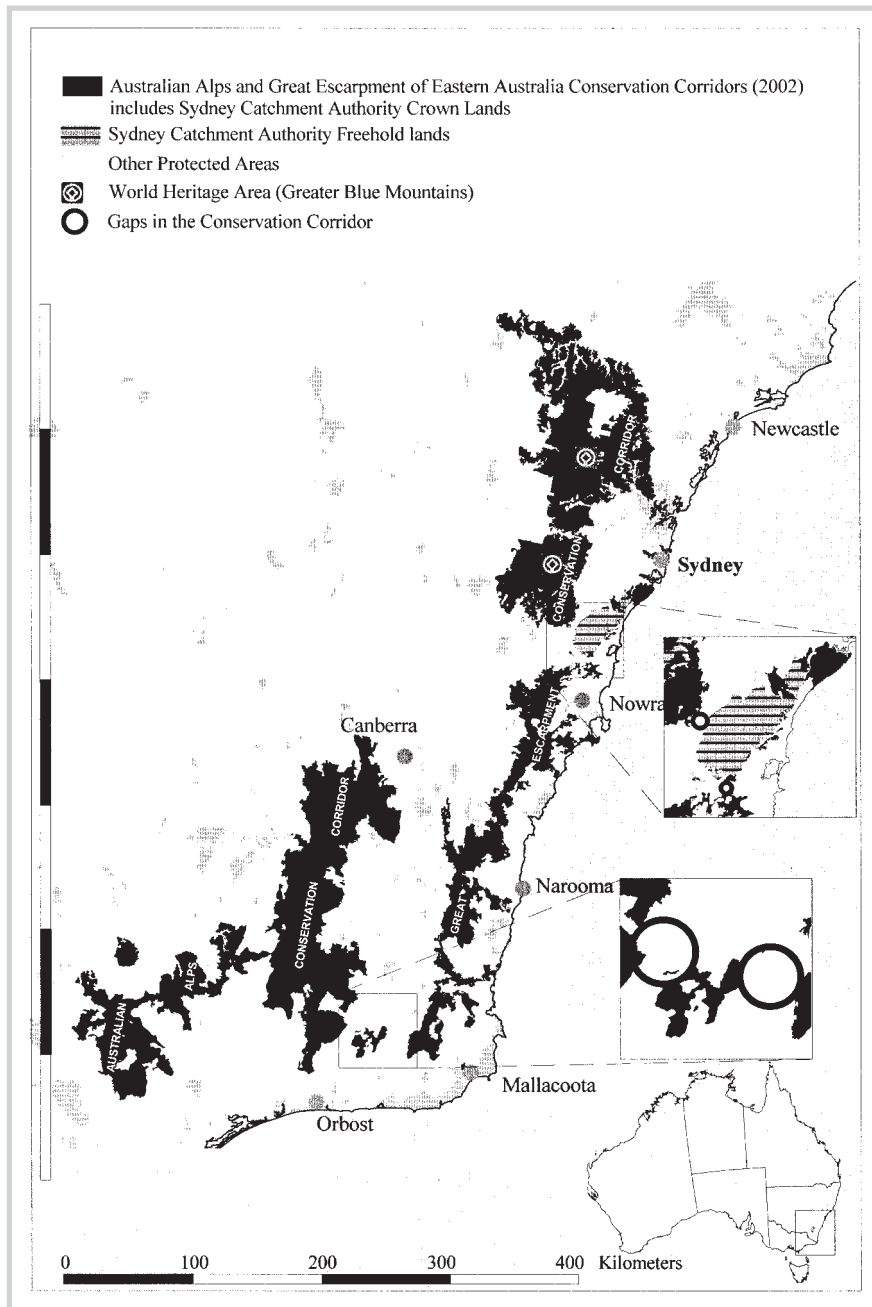 Australian Alps and Great Escarpment of Eastern Australia Conservation Corridors (2002)
includes Sydney Catchment Authority Crown Lands
Sydney Catchment Authority Freehold lands
Other Protected Areas
World Heritage Area (Greater Blue Mountains)
Gaps in the Conservation Corridor
Newcastle
CORRIDOR
Sydney
CONSERVATION
Nowra
ESCARPMENT
Canberra
CORRIDOR
Narooma
GREAT
CONSERVATION
ALPS
AUSTRALIAN
Mallacoota
Orbost
0 100 200 300 400
Kilometers